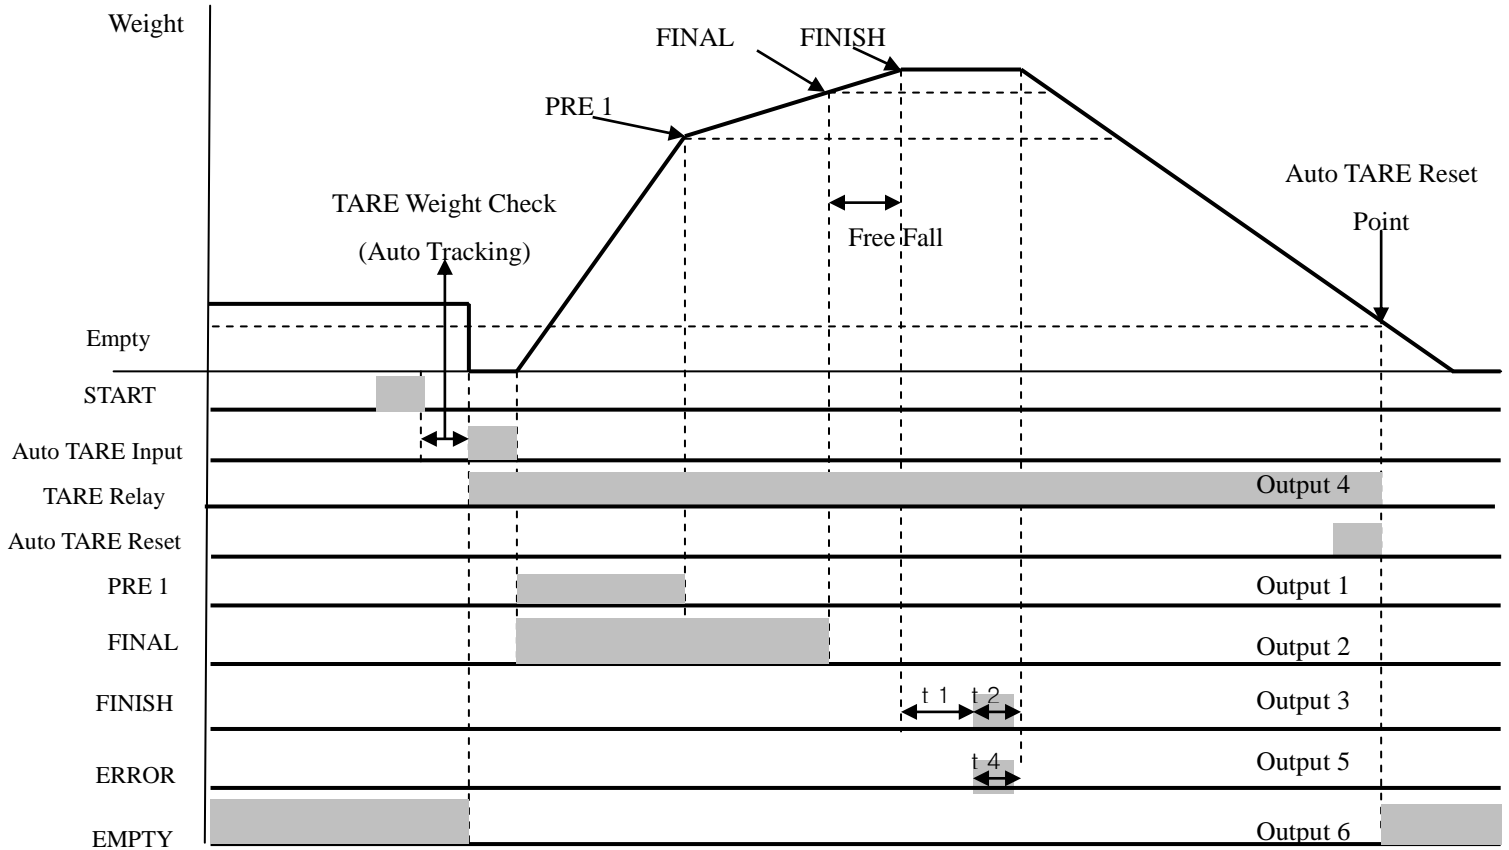 Weight
FINAL
FINISH
PRE 1
Auto TARE Reset
Point
TARE Weight Check
(Auto Tracking)
Free Fall
Empty
START
Auto TARE Input
TARE Relay
Output 4
Auto TARE Reset
PRE 1
Output 1
FINAL
Output 2
FINISH
t 1
t 2
Output 3
ERROR
t 4
Output 5
EMPTY
Output 6